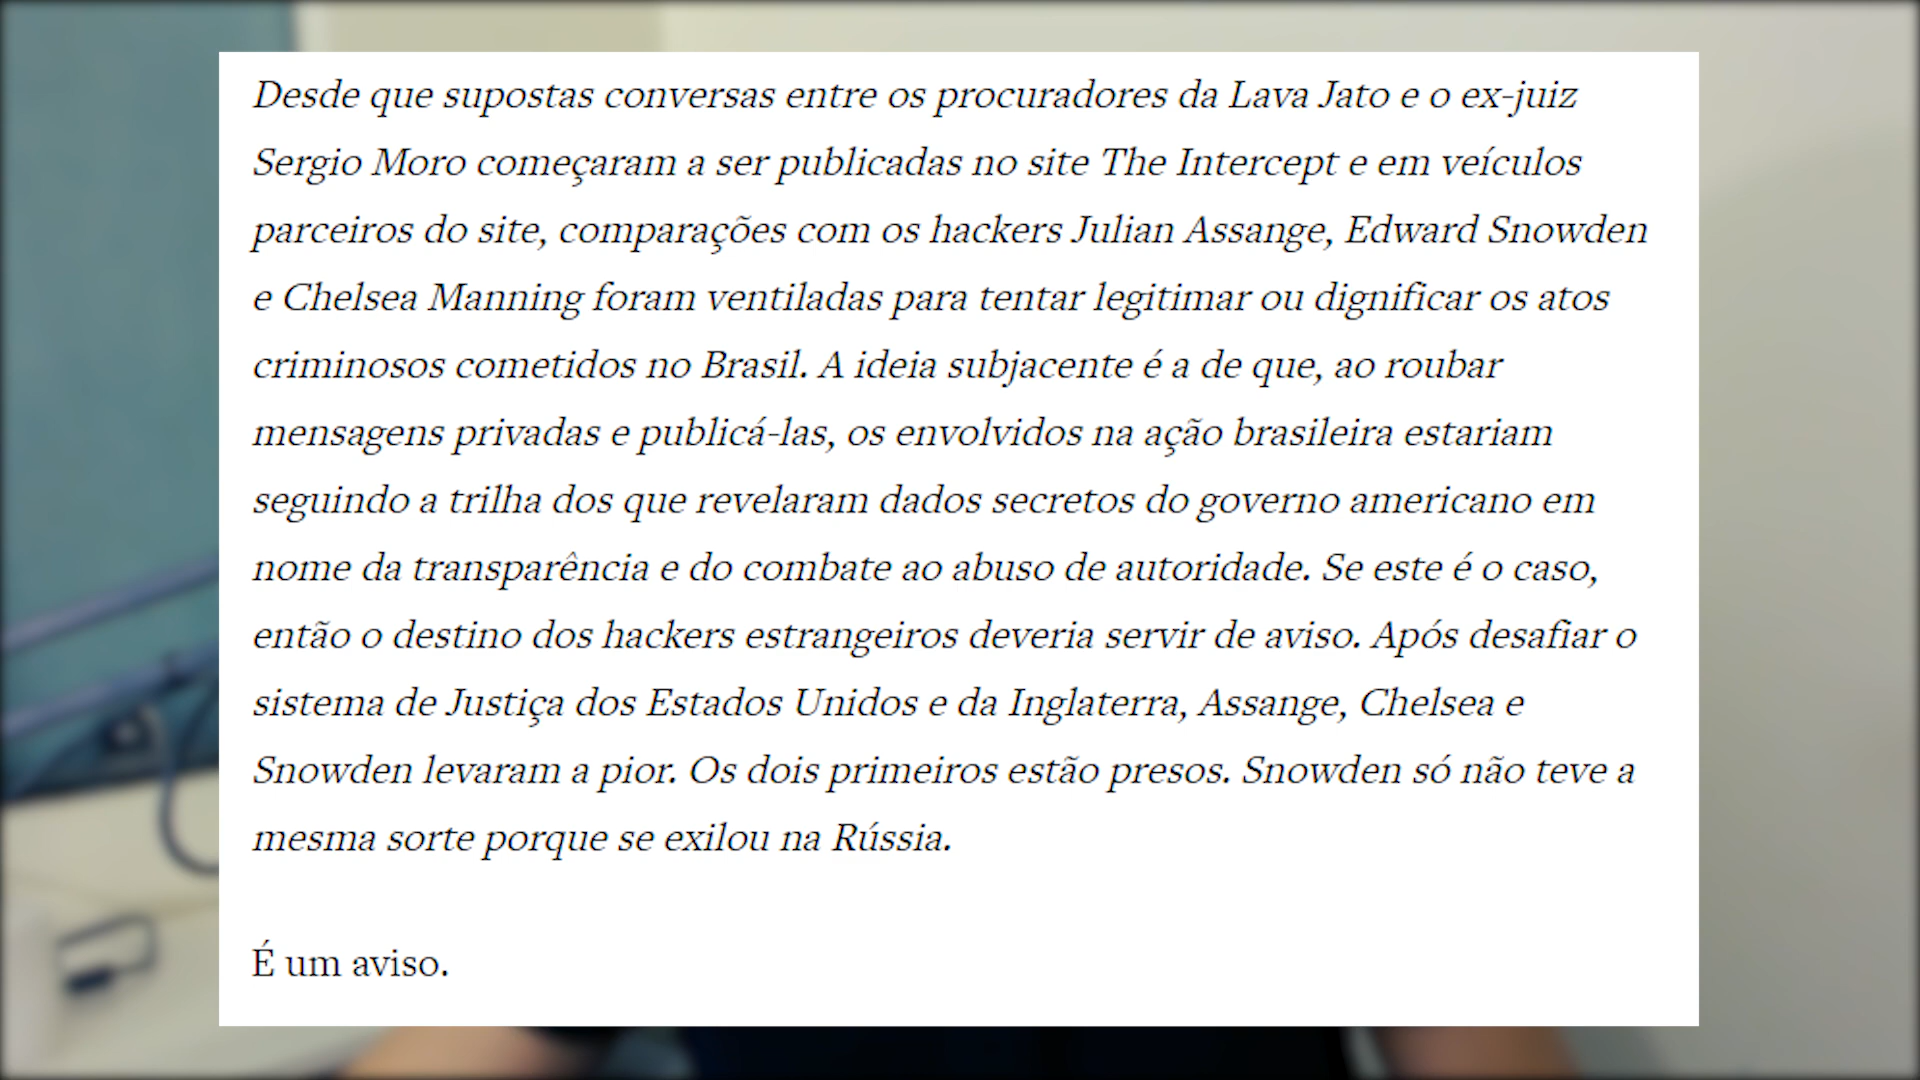 Desde que supostas conversas entre os procuradores da Lava Jato e o ex-juiz
Sergio Moro começaram a ser publicadas no site The Intercept e em veículos
parceiros do site, comparações com os hackers Julian Assange, Edward Snowden
e Chelsea Manning foram ventiladas para tentar legitimar ou dignificar os atos
criminosos cometidos no Brasil. A ideia subjacente é a de que, ao roubar
mensagens privadas e publicá-las, os envolvidos na ação brasileira estariam
seguindo a trilha dos que revelaram dados secretos do governo americano em
nome da transparência e do combate ao abuso de autoridade. Se este é o caso,
então o destino dos hackers estrangeiros deveria servir de aviso. Após desafiar o
sistema de Justiça dos Estados Unidos e da Inglaterra, Assange, Chelsea e
Snowden levaram a pior. Os dois primeiros estão presos. Snowden só não teve a
mesma sorte porque se exilou na Rússia.
É um aviso.